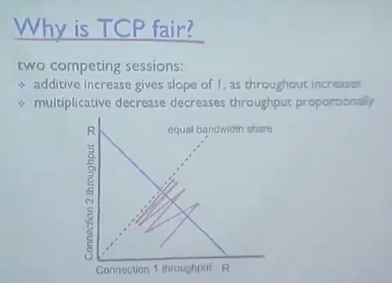 Why is TCP fair?
two competing sessions:
additive increase gives slope of 1, as throughout increases
multiplicative decrease decreases throughput proportionally
R
equal bandwidth share
Connection 2 throughput
Connection 1 throughput R